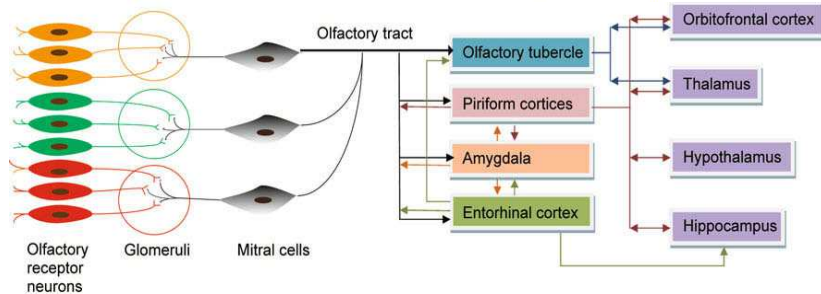 Olfactory tract
Orbitofrontal cortex
Olfactory tubercle
Thalamus
Piriform cortices
Amygdala
Hypothalamus
Entorhinal cortex
Hippocampus
Olfactory
receptor
neurons
Glomeruli
Mitral cells